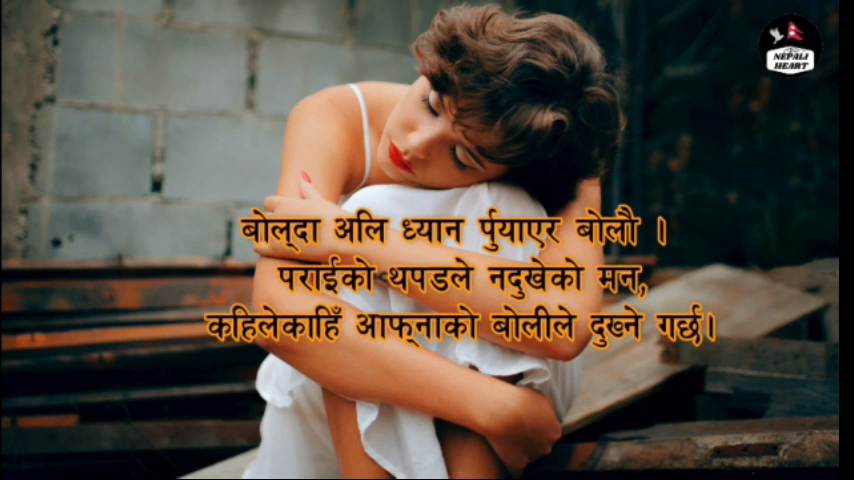 NEPALI
HEART
बोल्दा अलि ध्यान र्पुयाएर बोलौ ।
पराईको थपडले नदुखेको मन,
कहिलेकाहिँ आफ्नाको बोलीले दुख्ने गर्छ।